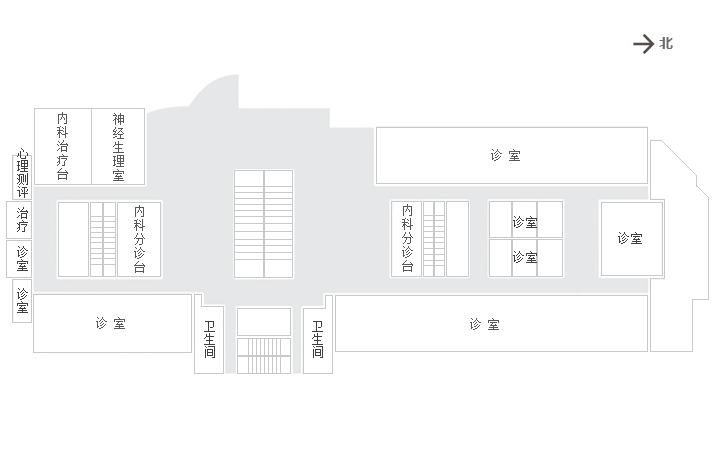 北
内科治疗台
神经生理室
诊 室
心理测评
治疗
诊室
诊室
内科分诊台
内科分诊台
诊室
诊室
诊室
诊 室
卫生间
卫生间
诊 室